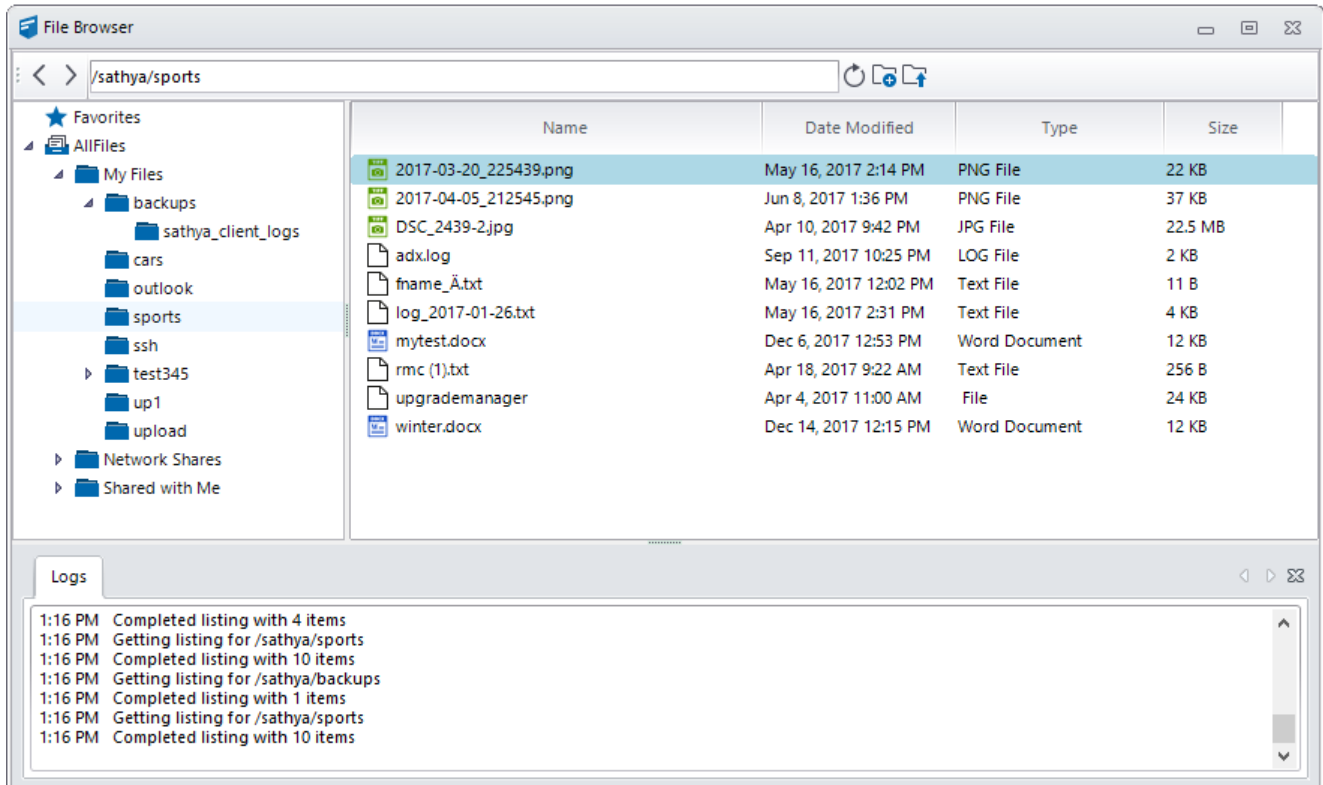 File Browser
/sathya/sports
Favorites
AllFiles
My Files
backups
sathya_client_logs
cars
outlook
sports
ssh
test345
up1
upload
Network Shares
Shared with Me
Name Date Modified Type Size
2017-03-20_225439.png May 16, 2017 2:14 PM PNG File 22 KB
2017-04-05_212545.png Jun 8, 2017 1:36 PM PNG File 37 KB
DSC_2439-2.jpg Apr 10, 2017 9:42 PM JPG File 22.5 MB
adx.log Sep 11, 2017 10:25 PM LOG File 2 KB
fname_Ä.txt May 16, 2017 12:02 PM Text File 11 B
log_2017-01-26.txt May 16, 2017 2:31 PM Text File 4 KB
mytest.docx Dec 6, 2017 12:53 PM Word Document 12 KB
rmc (1).txt Apr 18, 2017 9:22 AM Text File 256 B
upgrademanager Apr 4, 2017 11:00 AM File 24 KB
winter.docx Dec 14, 2017 12:15 PM Word Document 12 KB
Logs
1:16 PM Completed listing with 4 items
1:16 PM Getting listing for /sathya/sports
1:16 PM Completed listing with 10 items
1:16 PM Getting listing for /sathya/backups
1:16 PM Completed listing with 1 items
1:16 PM Getting listing for /sathya/sports
1:16 PM Completed listing with 10 items